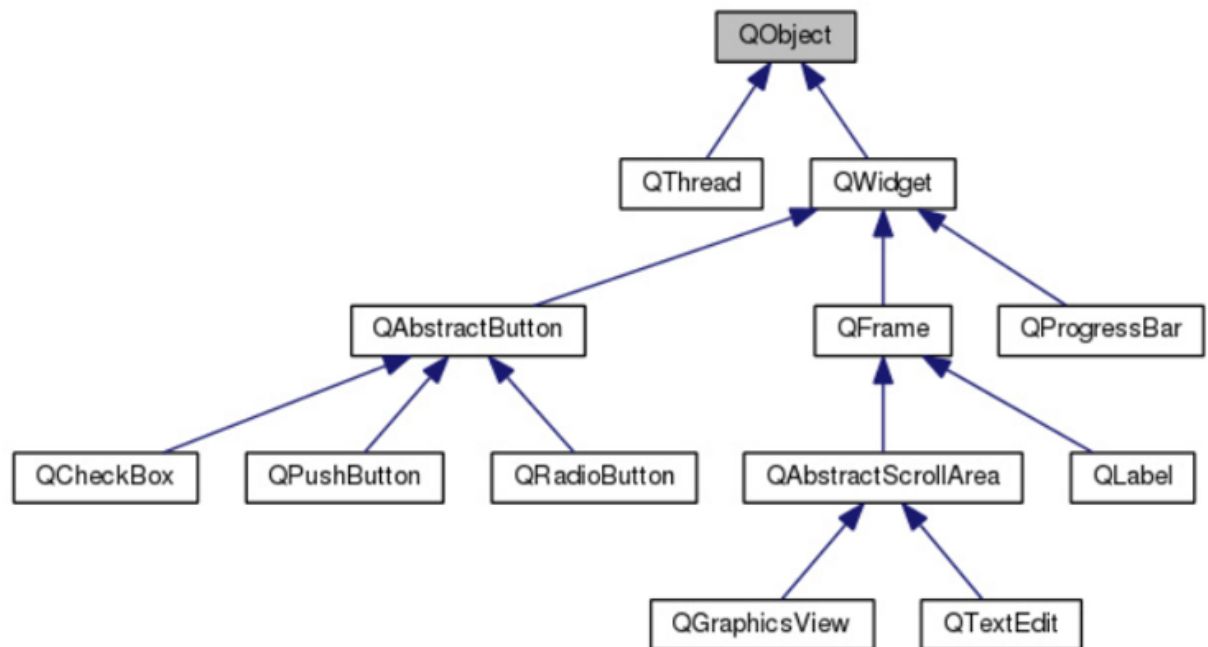 QObject
QThread
QWidget
QAbstractButton
QFrame
QProgressBar
QCheckBox
QPushButton
QRadioButton
QAbstractScrollArea
QLabel
QGraphicsView
QTextEdit